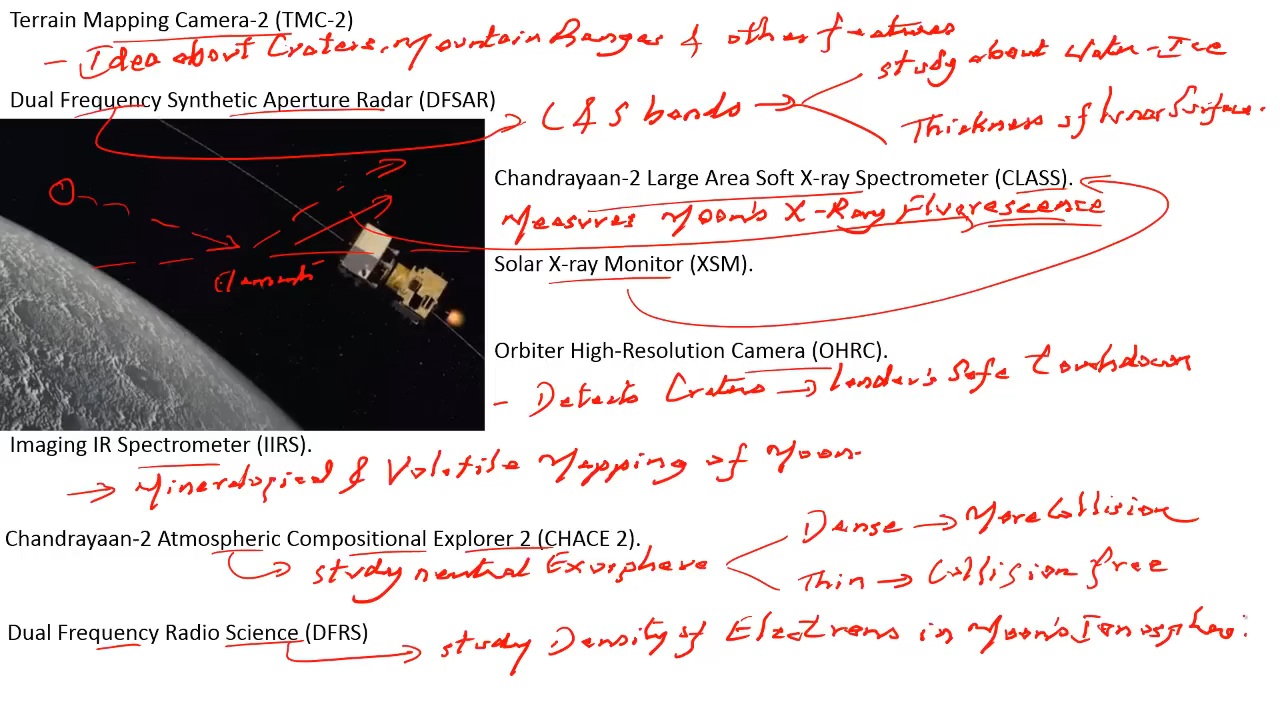 Terrain Mapping Camera-2 (TMC-2)
- Idea about Craters, Mountain Ranges & other features
Dual Frequency Synthetic Aperture Radar (DFSAR)
L & S bands
study about Water-Ice
Thickness of lunar Surface.
Elements
Chandrayaan-2 Large Area Soft X-ray Spectrometer (CLASS).
Measures Moon's X-Ray Fluorescence
Solar X-ray Monitor (XSM).
Orbiter High-Resolution Camera (OHRC).
- Detects Craters → Lander's Safe Touchdown
Imaging IR Spectrometer (IIRS).
→ Minerological & Volatile Mapping of Moon.
Chandrayaan-2 Atmospheric Compositional Explorer 2 (CHACE 2).
study neutral Exosphere
Dense → More Collision
Thin → Collision free
Dual Frequency Radio Science (DFRS)
study Density of Electrons in Moon's Ionosphere.